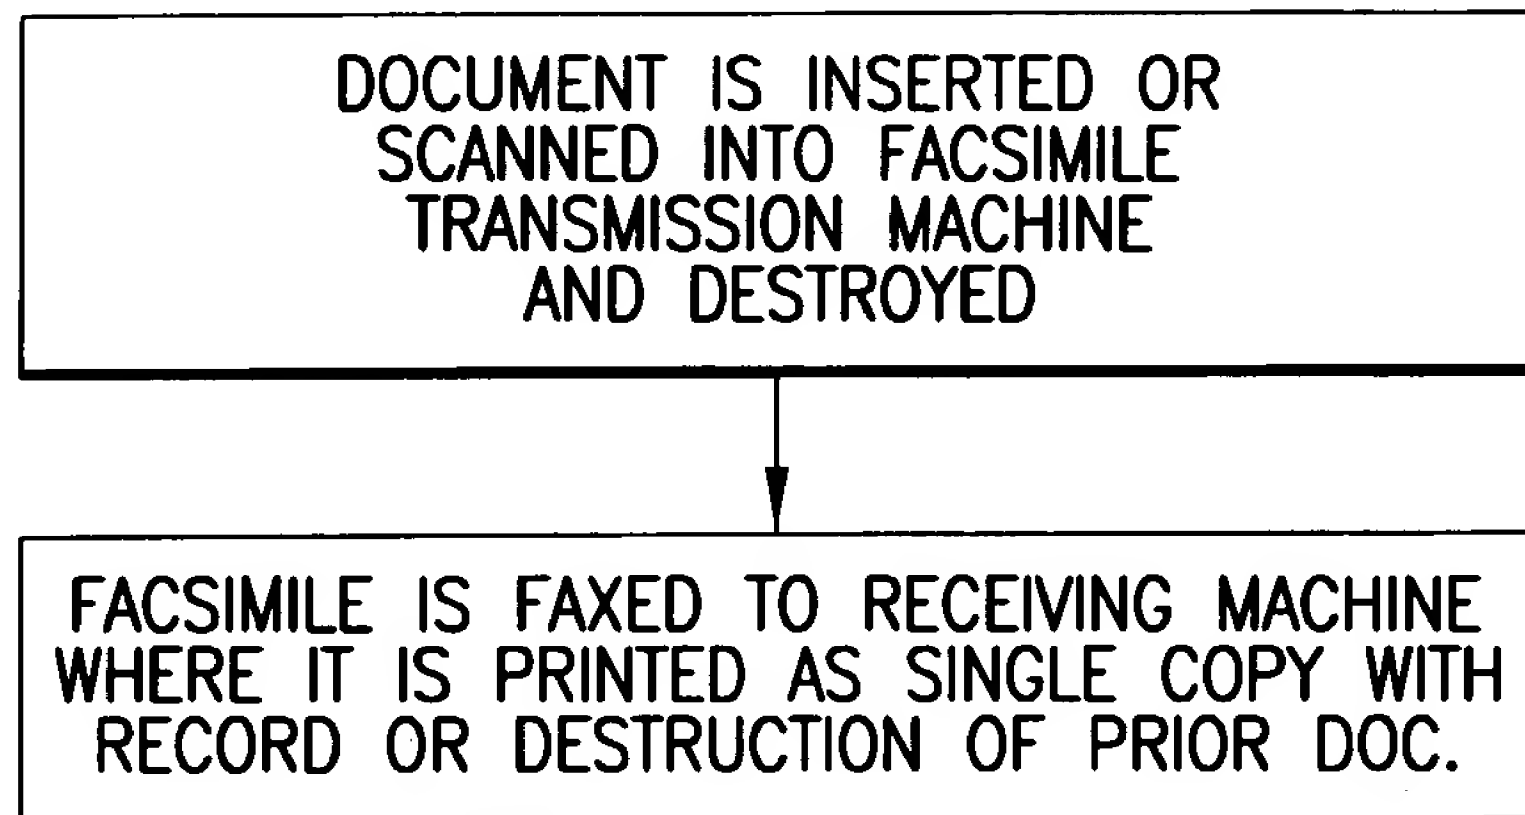 DOCUMENT IS INSERTED OR
SCANNED INTO FACSIMILE
TRANSMISSION MACHINE
AND DESTROYED
FACSIMILE IS FAXED TO RECEIVING MACHINE
WHERE IT IS PRINTED AS SINGLE COPY WITH
RECORD OR DESTRUCTION OF PRIOR DOC.